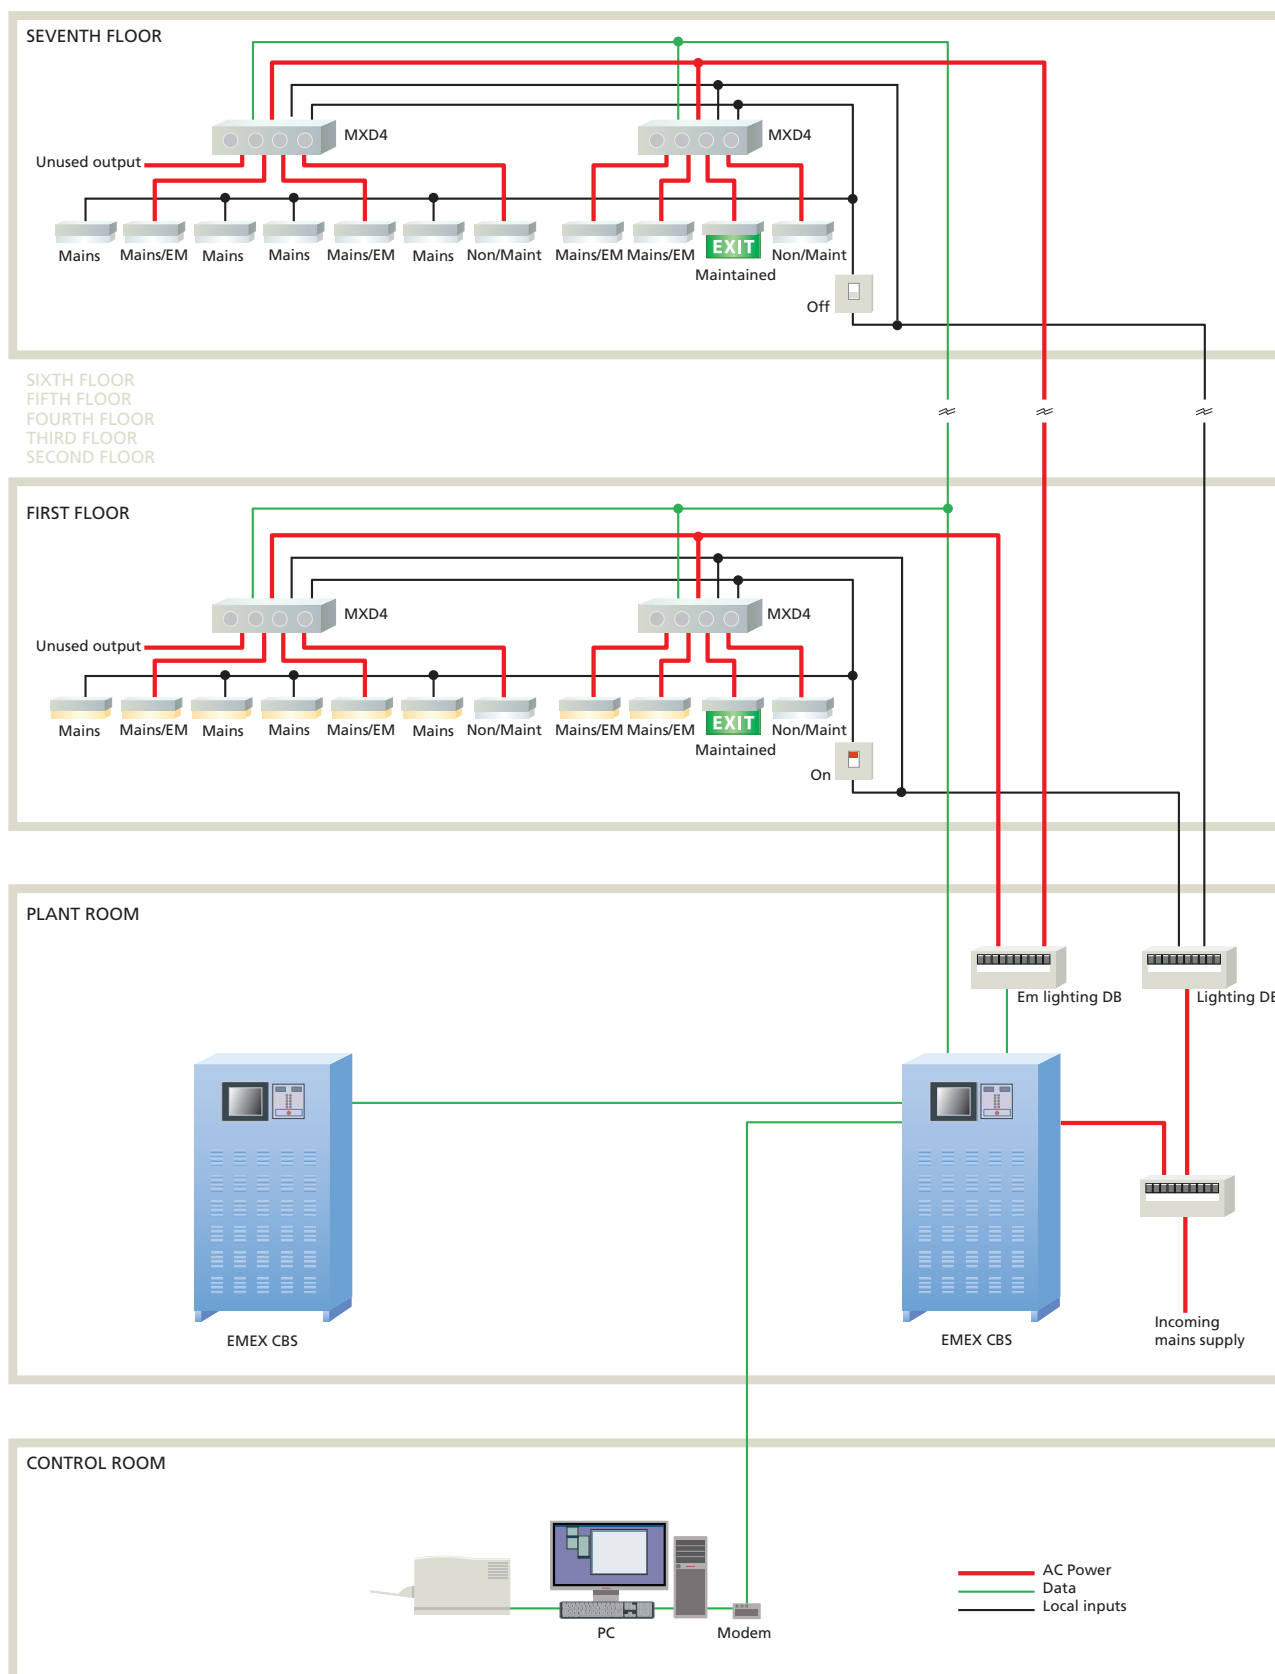 SEVENTH FLOOR
MXD4
MXD4
Unused output
Mains
Mains/EM
Mains
Mains
Mains/EM
Mains
Non/Maint
Mains/EM
Mains/EM
EXIT
Non/Maint
Maintained
Off
SIXTH FLOOR
FIFTH FLOOR
FOURTH FLOOR
THIRD FLOOR
SECOND FLOOR
FIRST FLOOR
MXD4
MXD4
Unused output
Mains
Mains/EM
Mains
Mains
Mains/EM
Mains
Non/Maint
Mains/EM
Mains/EM
EXIT
Non/Maint
Maintained
On
PLANT ROOM
Em lighting DB
Lighting DB
EMEX CBS
EMEX CBS
Incoming
mains supply
CONTROL ROOM
PC
Modem
AC Power
Data
Local inputs